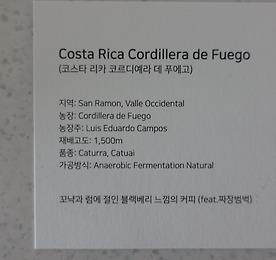 Costa Rica Cordillera de Fuego
(코스타 리카 코르디예라 데 푸에고)
지역: San Ramon, Valle Occidental
농장: Cordillera de Fuego
농장주: Luis Eduardo Campos
재배고도: 1,500m
품종: Caturra, Catuai
가공방식: Anaerobic Fermentation Natural
꼬냑과 럼에 절인 블랙베리 느낌의 커피 (feat.짜장범벅)